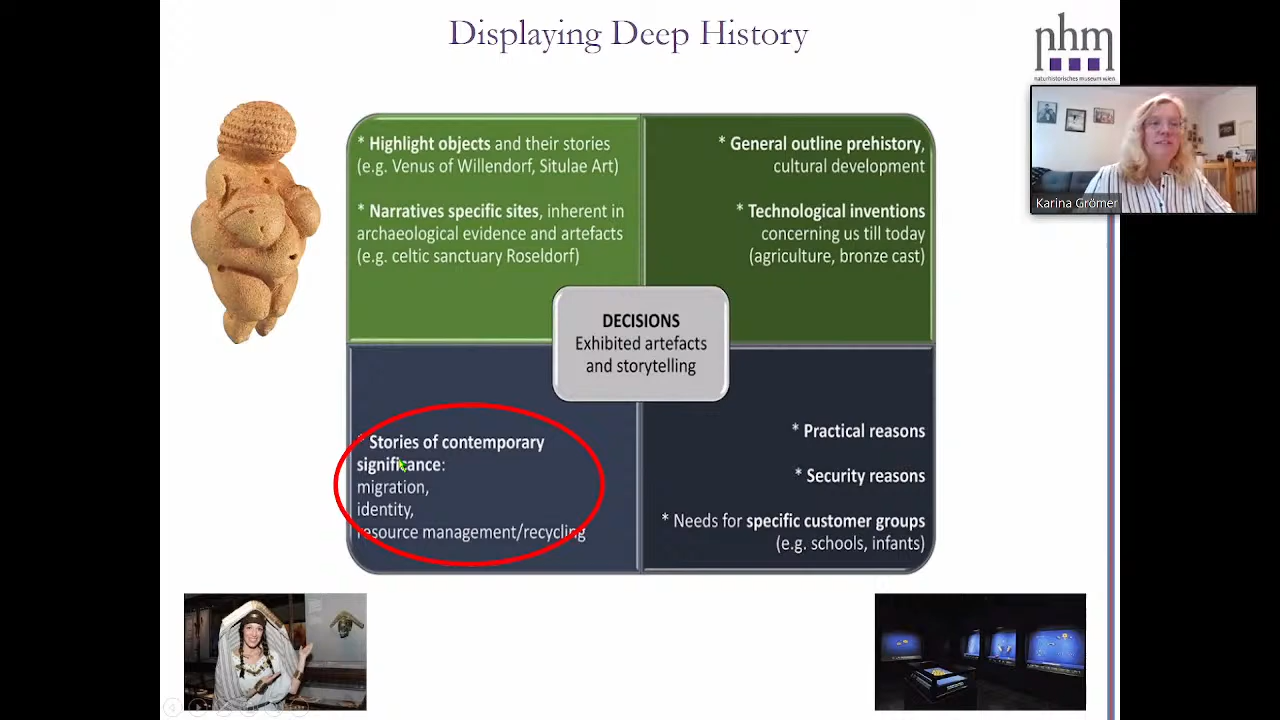 Displaying Deep History
nhm
naturhistorisches museum wien
Karina Grömer
* Highlight objects and their stories
(e.g. Venus of Willendorf, Situlae Art)
* Narratives specific sites, inherent in
archaeological evidence and artefacts
(e.g. celtic sanctuary Roseldorf)
* General outline prehistory,
cultural development
* Technological inventions
concerning us till today
(agriculture, bronze cast)
DECISIONS
Exhibited artefacts
and storytelling
* Stories of contemporary
significance:
migration,
identity,
resource management/recycling
* Practical reasons
* Security reasons
* Needs for specific customer groups
(e.g. schools, infants)